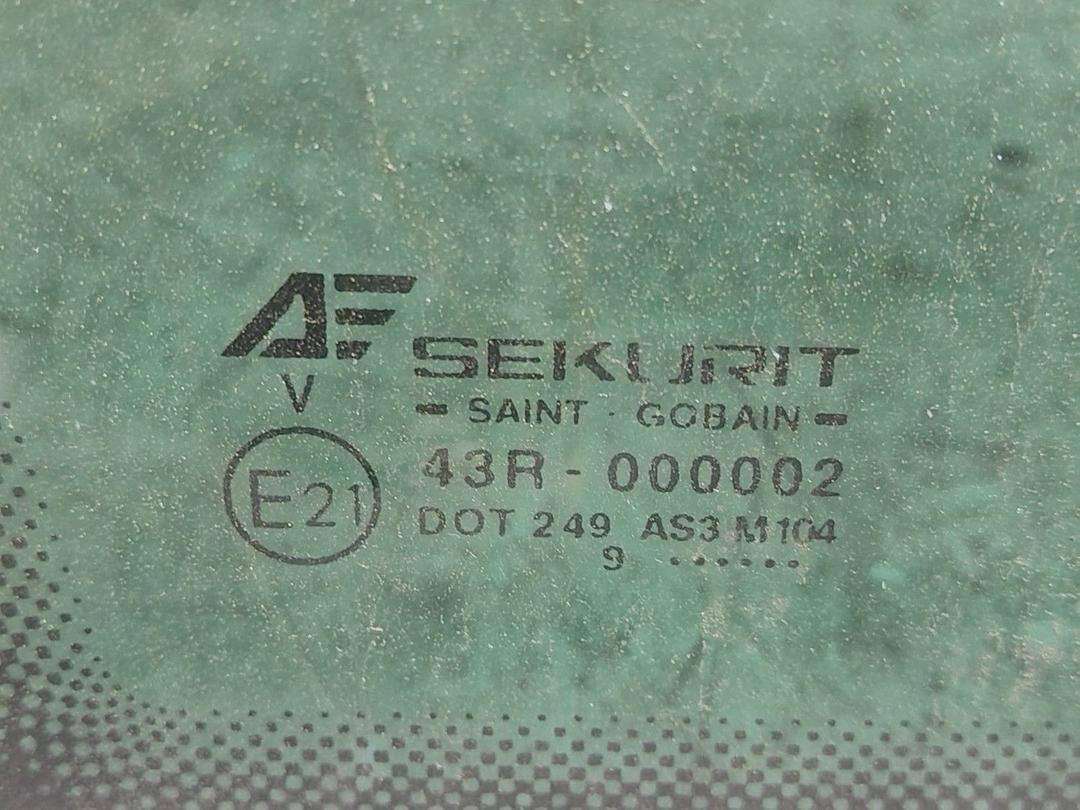 AF
SEKURIT
V
- SAINT · GOBAIN -
E21
43R - 000002
DOT 249 AS3 M104
9 ......